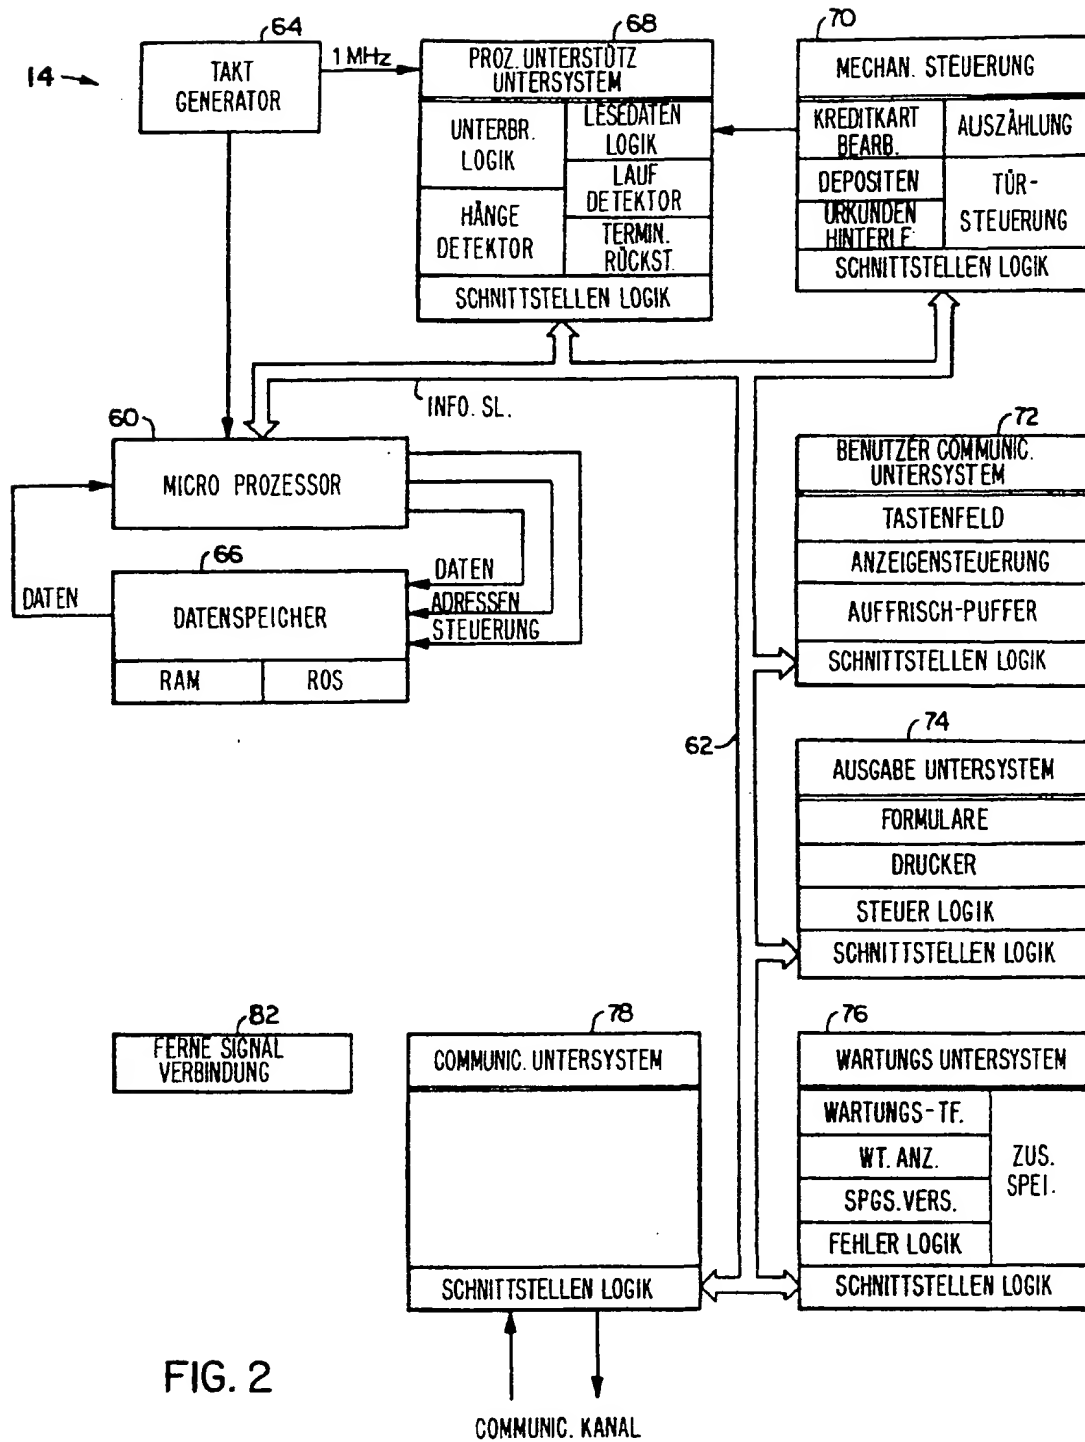 14
64
TAKT
GENERATOR
1 MHz
68
PROZ. UNTERSTÜTZ
UNTERSYSTEM
UNTERBR.
LOGIK
LESEDATEN
LOGIK
LAUF
DETEKTOR
HÄNGE
DETEKTOR
TERMIN.
RÜCKST.
SCHNITTSTELLEN LOGIK
70
MECHAN. STEUERUNG
KREDITKART
BEARB.
AUSZÄHLUNG
DEPOSITEN
TÜR-
STEUERUNG
URKUNDEN
HINTERLE.
SCHNITTSTELLEN LOGIK
INFO. SL.
60
MICRO PROZESSOR
66
DATEN
DATENSPEICHER
RAM
ROS
DATEN
ADRESSEN
STEUERUNG
72
BENUTZER COMMUNIC.
UNTERSYSTEM
TASTENFELD
ANZEIGENSTEUERUNG
AUFFRISCH-PUFFER
SCHNITTSTELLEN LOGIK
62
74
AUSGABE UNTERSYSTEM
FORMULARE
DRUCKER
STEUER LOGIK
SCHNITTSTELLEN LOGIK
82
FERNE SIGNAL
VERBINDUNG
78
COMMUNIC. UNTERSYSTEM
SCHNITTSTELLEN LOGIK
76
WARTUNGS UNTERSYSTEM
WARTUNGS-TF.
WT. ANZ.
SPGS. VERS.
FEHLER LOGIK
ZUS.
SPEI.
SCHNITTSTELLEN LOGIK
COMMUNIC. KANAL
FIG. 2